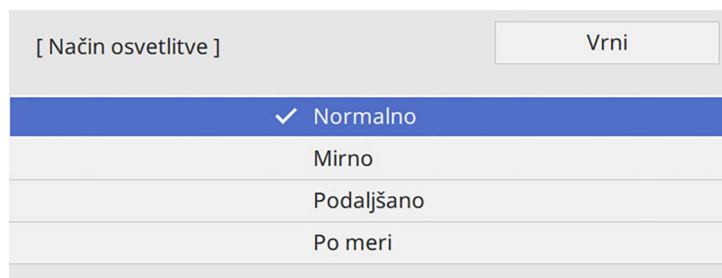 [ Način osvetlitve ]
Vrni
Normalno
Mirno
Podaljšano
Po meri